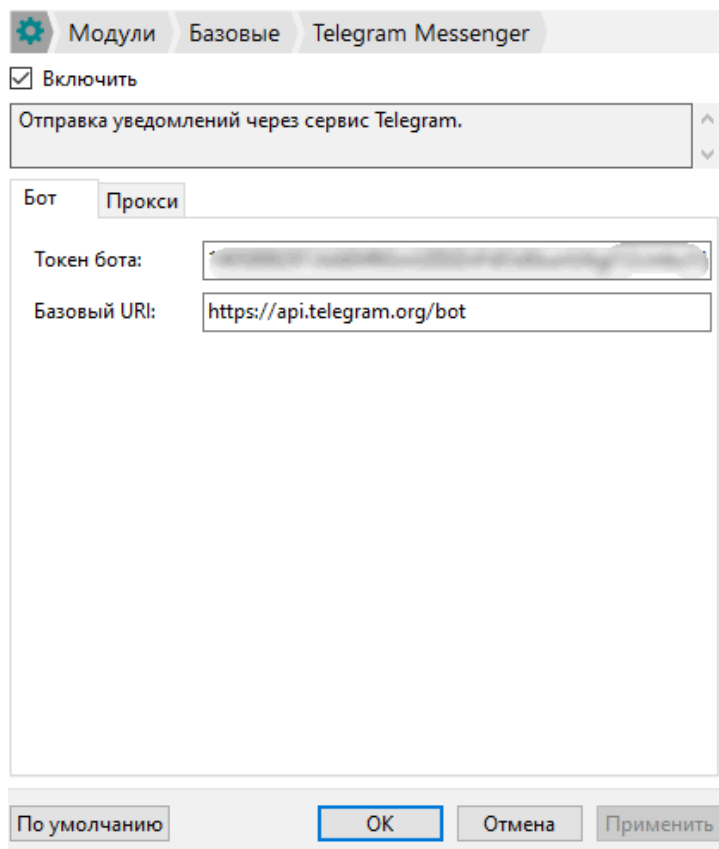 Модули Базовые Telegram Messenger
Включить
Отправка уведомлений через сервис Telegram.
Бот Прокси
Токен бота:
Базовый URI: https://api.telegram.org/bot
По умолчанию OK Отмена Применить